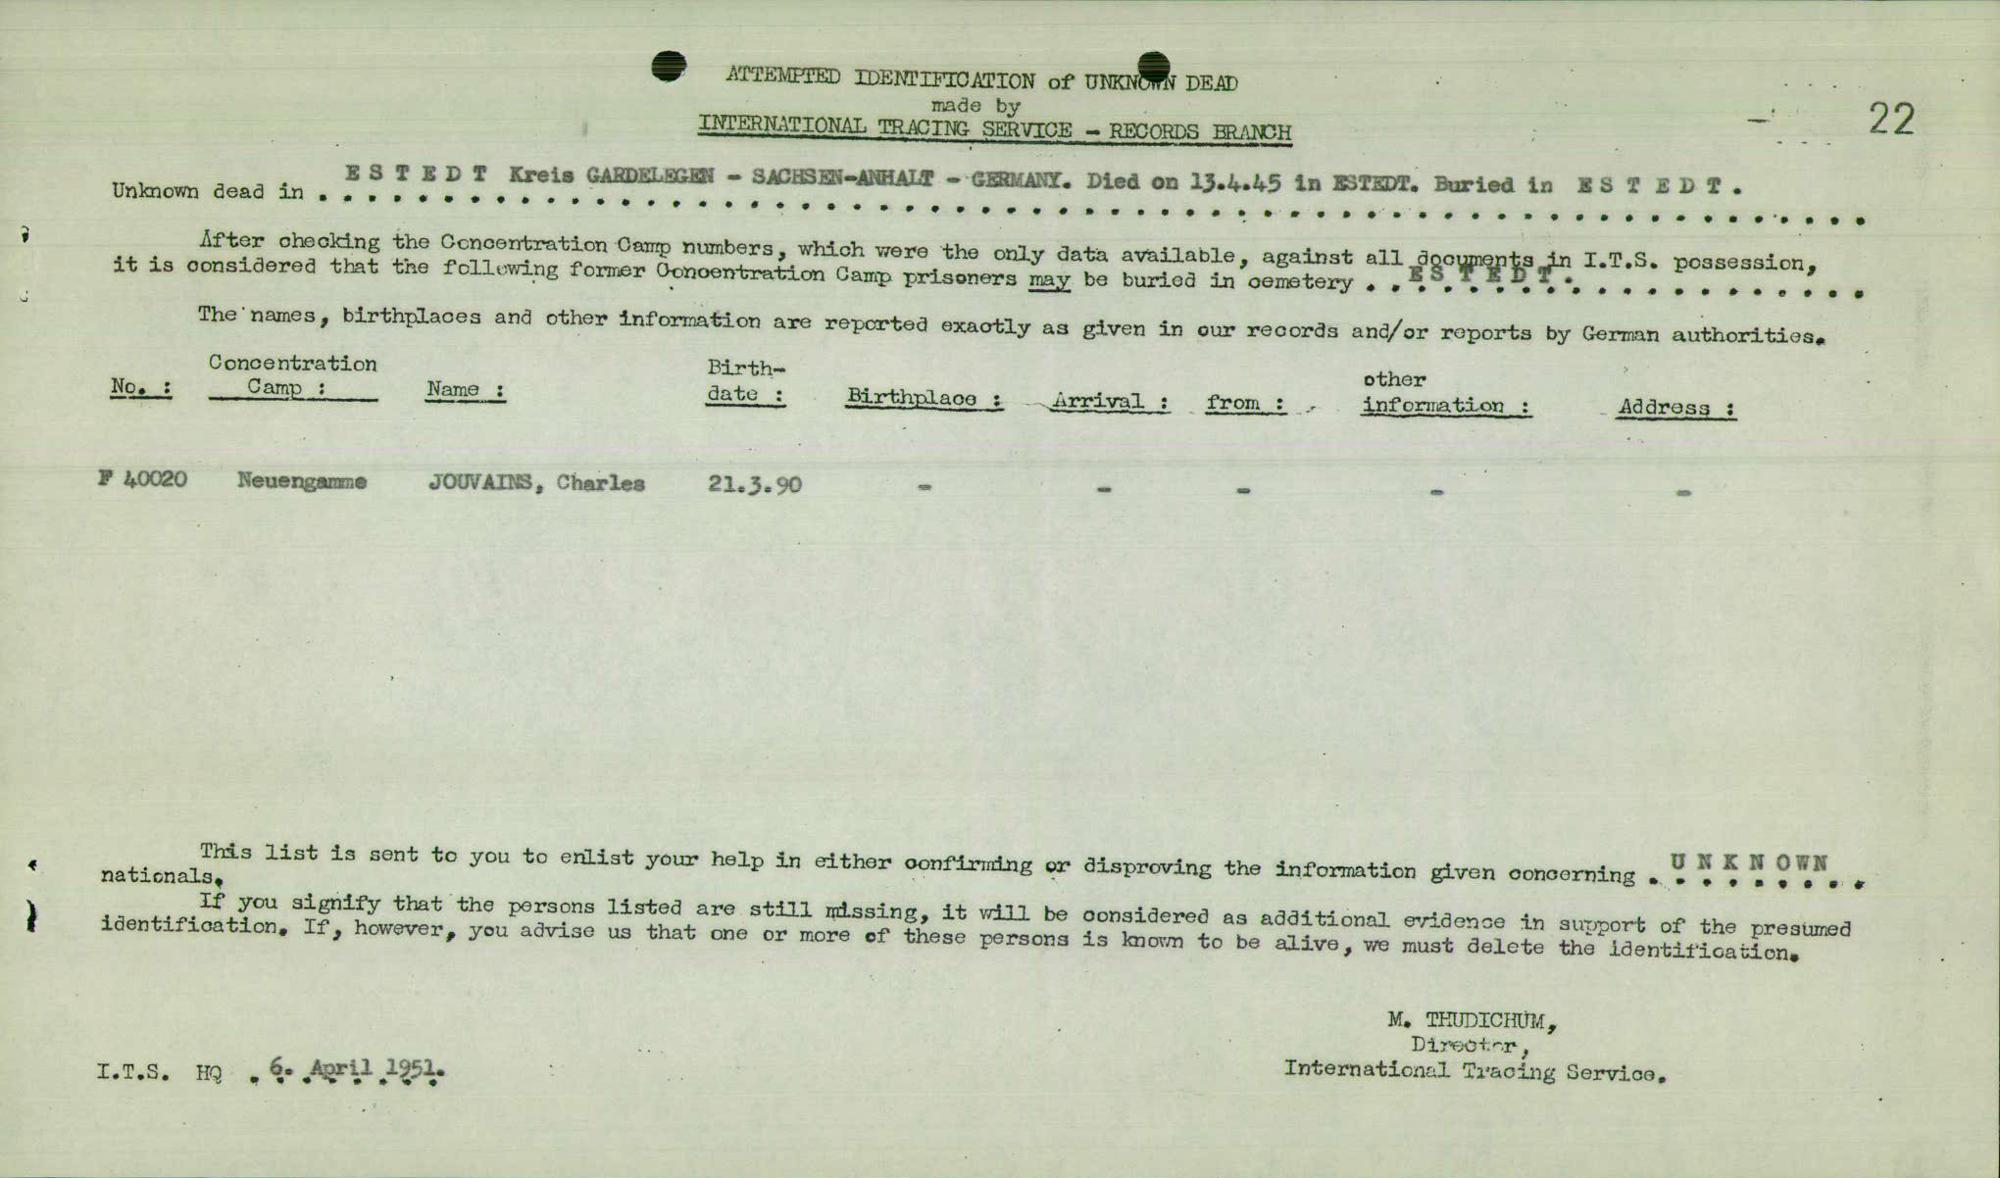 ATTEMPTED IDENTIFICATION of UNKNOWN DEAD
made by
INTERNATIONAL TRACING SERVICE - RECORDS BRANCH
22
Unknown dead in . . . E S T E D T Kreis GARDELEGEN - SACHSEN-ANHALT - GERMANY. Died on 13.4.45 in ESTEDT. Buried in E S T E D T .
After checking the Concentration Camp numbers, which were the only data available, against all documents in I.T.S. possession,
it is considered that the following former Concentration Camp prisoners may be buried in cemetery . . E S T E D T .
The names, birthplaces and other information are reported exactly as given in our records and/or reports by German authorities.
No. : Concentration Camp : Name : Birth-date : Birthplace : Arrival : from : other information : Address :
F 40020 Neuengamme JOUVAINS, Charles 21.3.90 - - - - -
This list is sent to you to enlist your help in either confirming or disproving the information given concerning . U N K N O W N
nationals.
If you signify that the persons listed are still missing, it will be considered as additional evidence in support of the presumed
identification. If, however, you advise us that one or more of these persons is known to be alive, we must delete the identification.
M. THUDICHUM,
Director,
International Tracing Service.
I.T.S. HQ . 6. April 1951.